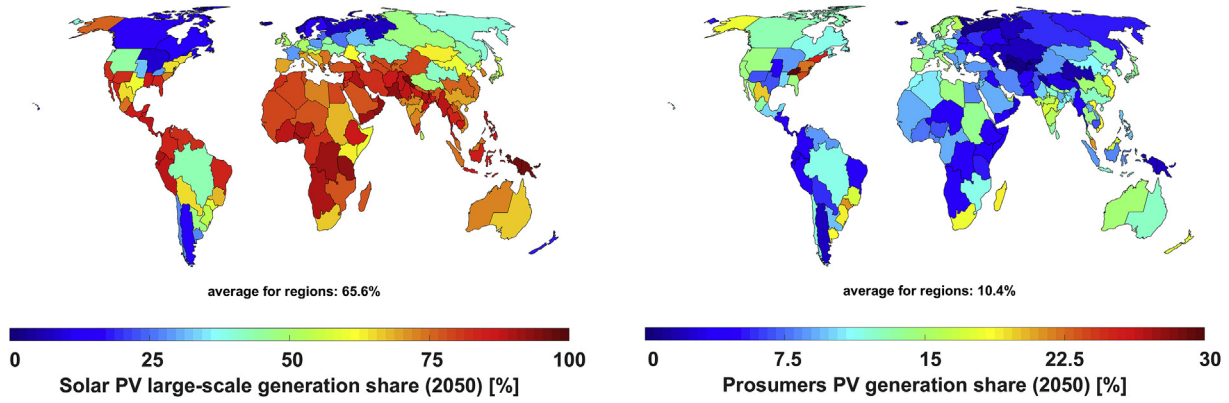 average for regions: 65.6%
0 25 50 75 100
Solar PV large-scale generation share (2050) [%]
average for regions: 10.4%
0 7.5 15 22.5 30
Prosumers PV generation share (2050) [%]